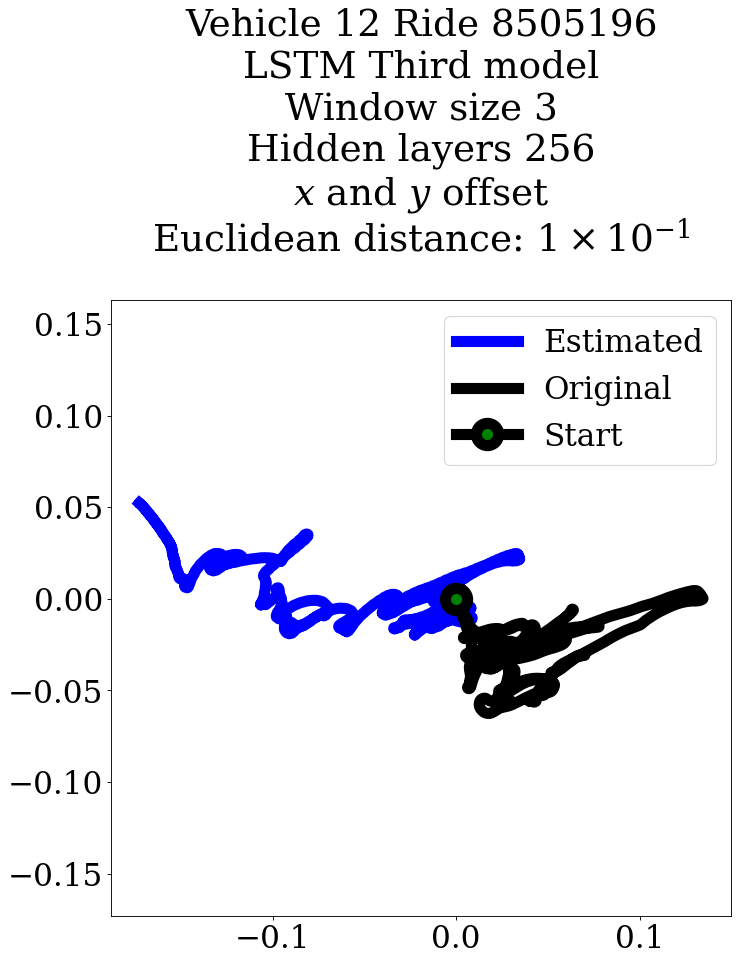 Vehicle 12 Ride 8505196
LSTM Third model
Window size 3
Hidden layers 256
x and y offset
Euclidean distance: 1 × 10⁻¹
Estimated
Original
Start
0.15
0.10
0.05
0.00
−0.05
−0.10
−0.15
−0.1 0.0 0.1